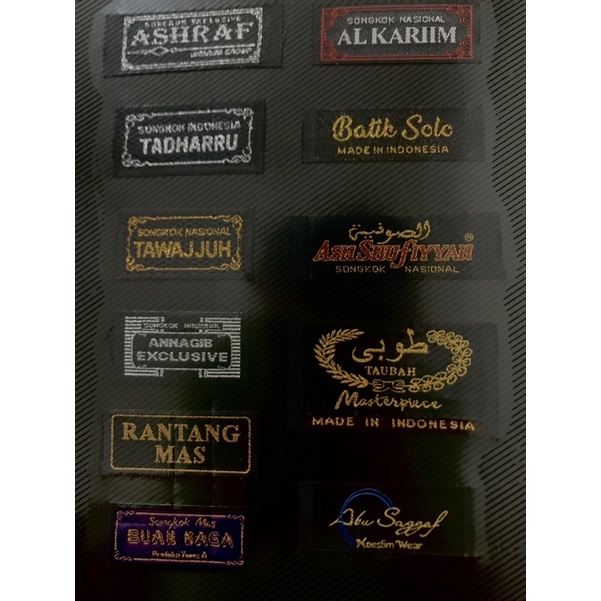 SONGKOK EXCLUSIVE
ASHRAF
SONGKOK NASIONAL
AL KARIIM
SONGKOK INDONESIA
TADHARRU
Batik Solo
MADE IN INDONESIA
SONGKOK NASIONAL
TAWAJJUH
الصوفية
ASH SHUFIYYAH ®
SONGKOK NASIONAL
SONGKOK NASIONAL
ANNAGIB
EXCLUSIVE
طوبى
TAUBAH
Masterpiece
MADE IN INDONESIA
RANTANG
MAS
Songkok Mas
BUAH NAGA
Abu Saggaf
Moeslim Wear